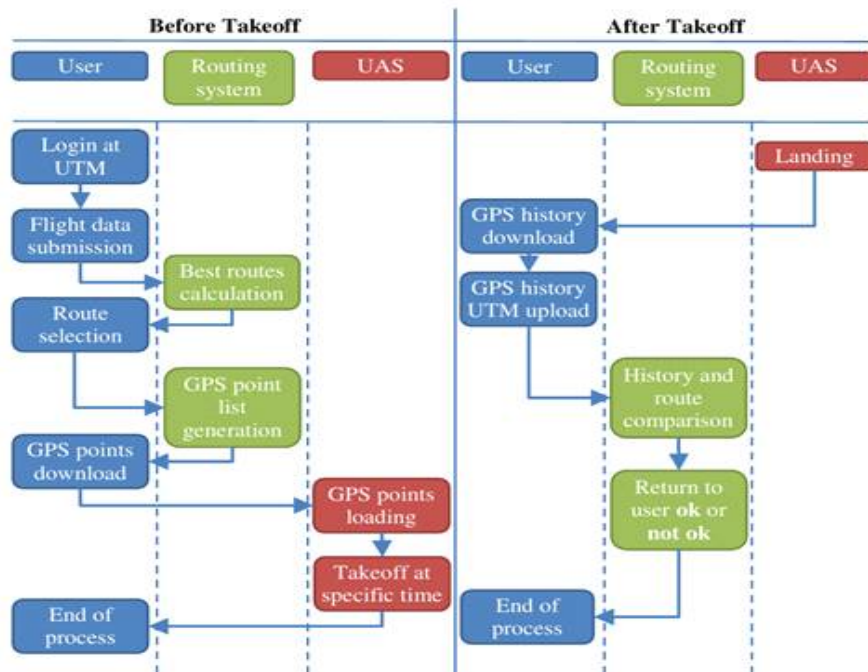 Before Takeoff
After Takeoff
User
Routing
system
UAS
User
Routing
system
UAS
Login at
UTM
Flight data
submission
Best routes
calculation
Route
selection
GPS point
list
generation
GPS points
download
GPS points
loading
Takeoff at
specific time
End of
process
Landing
GPS history
download
GPS history
UTM upload
History and
route
comparison
Return to
user ok or
not ok
End of
process